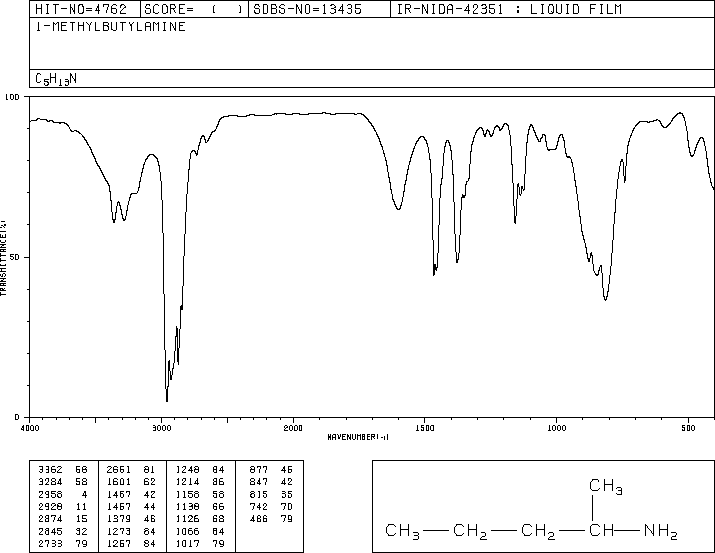 HIT-NO=4762 SCORE= ( ) SDBS-NO=13435 IR-NIDA-42351 : LIQUID FILM
1-METHYLBUTYLAMINE
C5H13N
100
50
0
TRANSMITTANCE(%)
4000 3000 2000 1500 1000 500
WAVENUMBER(-1)
3362 58 2661 81 1248 84 877 46
3284 58 1601 62 1214 86 847 42
2958 4 1467 42 1158 58 815 35
2928 11 1457 44 1138 66 742 70
2874 15 1379 46 1126 68 486 79
2845 32 1273 84 1066 84
2733 79 1267 84 1017 79
CH3
CH3 CH2 CH2 CH NH2